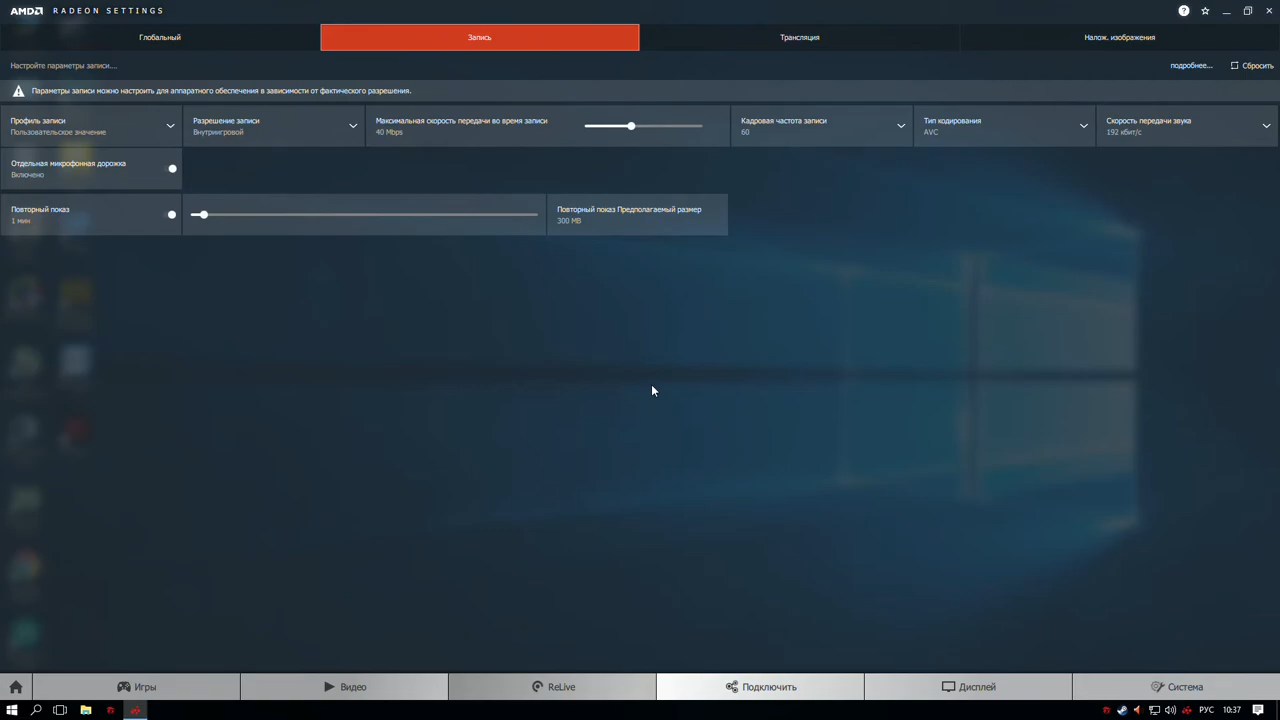 AMD RADEON SETTINGS
Глобальный
Запись
Трансляция
Налож. изображения
Настройте параметры записи....
подробнее...
Сбросить
Параметры записи можно настроить для аппаратного обеспечения в зависимости от фактического разрешения.
Профиль записи
Пользовательское значение
Разрешение записи
Внутриигровой
Максимальная скорость передачи во время записи
40 Mbps
Кадровая частота записи
60
Тип кодирования
AVC
Скорость передачи звука
192 кбит/с
Отдельная микрофонная дорожка
Включено
Повторный показ
1 мин
Повторный показ Предполагаемый размер
300 MB
Игры
Видео
ReLive
Подключить
Дисплей
Система
РУС
10:37